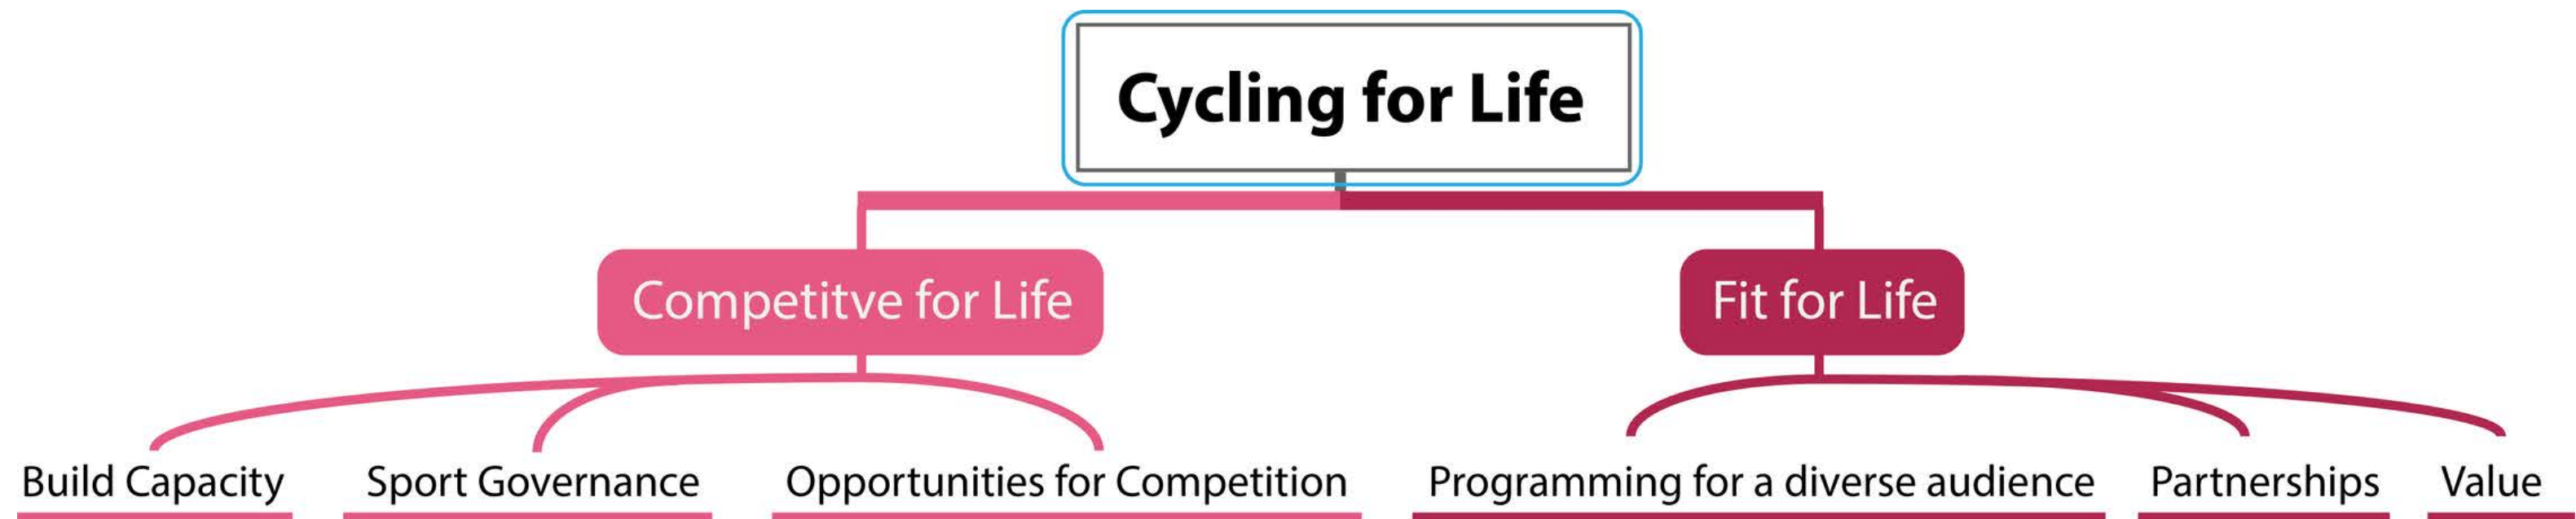 Cycling for Life
Competitve for Life
Fit for Life
Build Capacity
Sport Governance
Opportunities for Competition
Programming for a diverse audience
Partnerships
Value